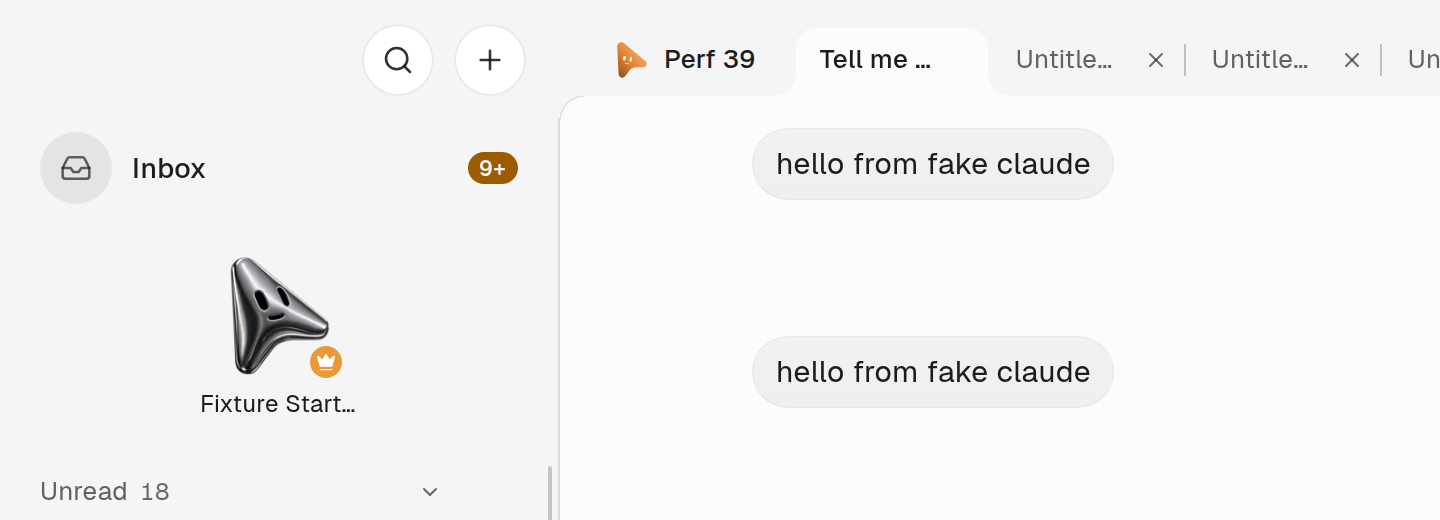 Perf 39
Tell me ...
Untitle...
Untitle...
Un
Inbox
9+
hello from fake claude
Fixture Start...
hello from fake claude
Unread 18